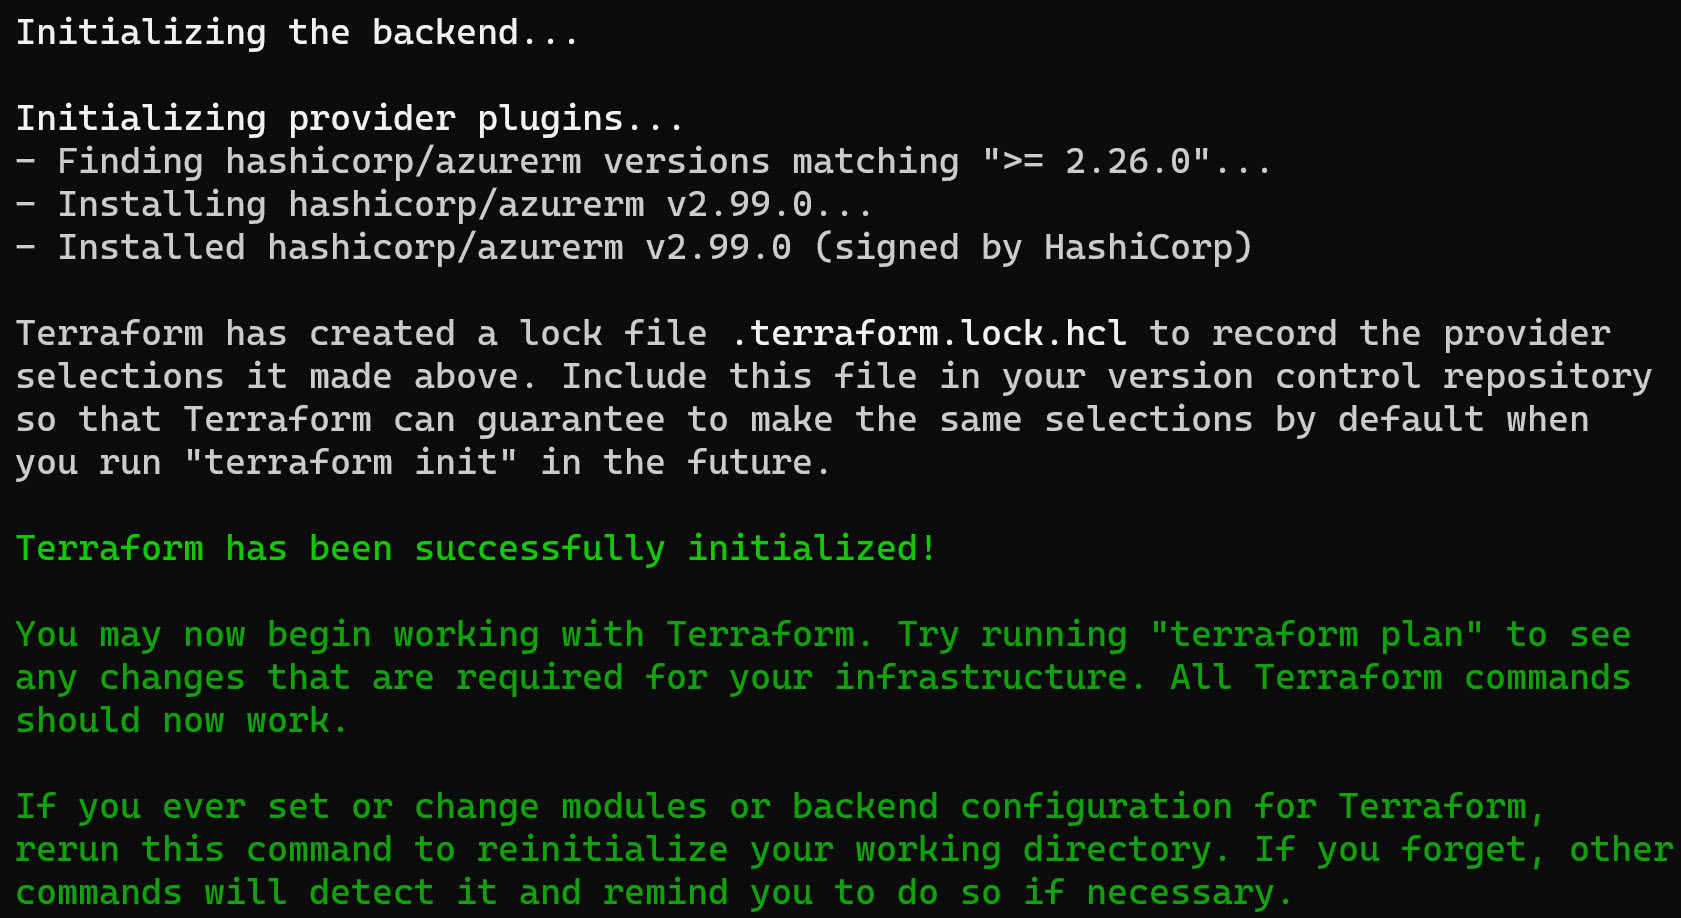 Initializing the backend...
Initializing provider plugins...
- Finding hashicorp/azurerm versions matching ">= 2.26.0"...
- Installing hashicorp/azurerm v2.99.0...
- Installed hashicorp/azurerm v2.99.0 (signed by HashiCorp)
Terraform has created a lock file .terraform.lock.hcl to record the provider
selections it made above. Include this file in your version control repository
so that Terraform can guarantee to make the same selections by default when
you run "terraform init" in the future.
Terraform has been successfully initialized!
You may now begin working with Terraform. Try running "terraform plan" to see
any changes that are required for your infrastructure. All Terraform commands
should now work.
If you ever set or change modules or backend configuration for Terraform,
rerun this command to reinitialize your working directory. If you forget, other
commands will detect it and remind you to do so if necessary.